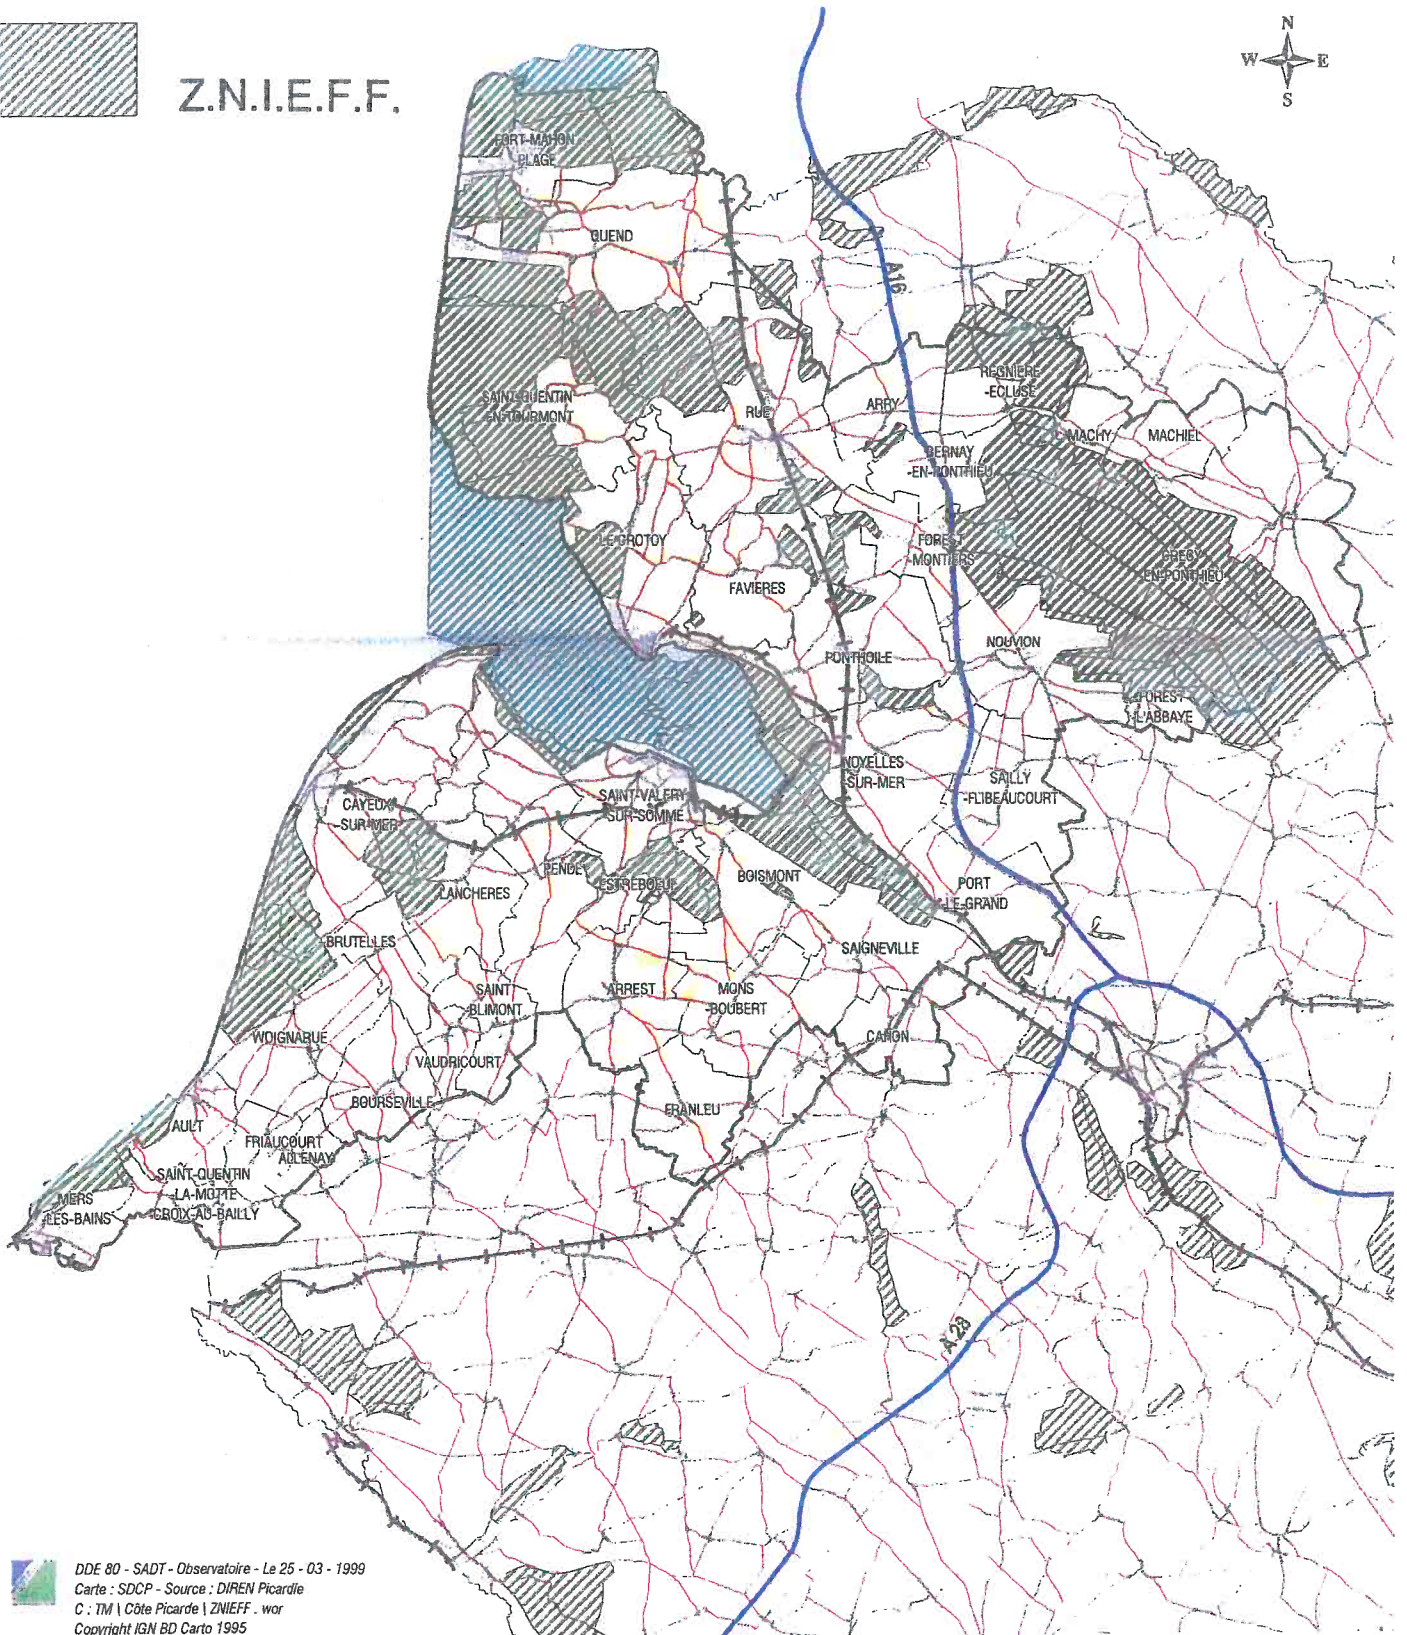 Z.N.I.E.F.F.
N
W E
S
FORT-MAHON
PLAGE
QUEND
A16
REGNIERE
-ECLUSE
SAINT-QUENTIN
-EN-TOURMONT
RUE
ARRY
MACHY
MACHIEL
BERNAY
-EN-PONTHIEU
LE CROTOY
FOREST
-MONTIERS
CRECY
-EN-PONTHIEU
FAVIERES
NOUVION
PONTHOILE
FOREST
-L'ABBAYE
NOYELLES
-SUR-MER
SAILLY
-FLIBEAUCOURT
CAYEUX
-SUR-MER
SAINT-VALERY
-SUR-SOMME
PENDE
ESTREBOEUF
BOISMONT
LANCHERES
PORT
-LE-GRAND
BRUTELLES
SAIGNEVILLE
SAINT
-BLIMONT
ARREST
MONS
-BOUBERT
WOIGNARUE
CAHON
VAUDRICOURT
BOURSEVILLE
FRANLEU
AULT
FRIAUCOURT
ALLENAY
SAINT-QUENTIN
-LA-MOTTE
-CROIX-AU-BAILLY
MERS
-LES-BAINS
A 28
DDE 80 - SADT - Observatoire - Le 25 - 03 - 1999
Carte : SDCP - Source : DIREN Picardie
C : TM \ Côte Picarde \ ZNIEFF . wor
Copyright IGN BD Carto 1995